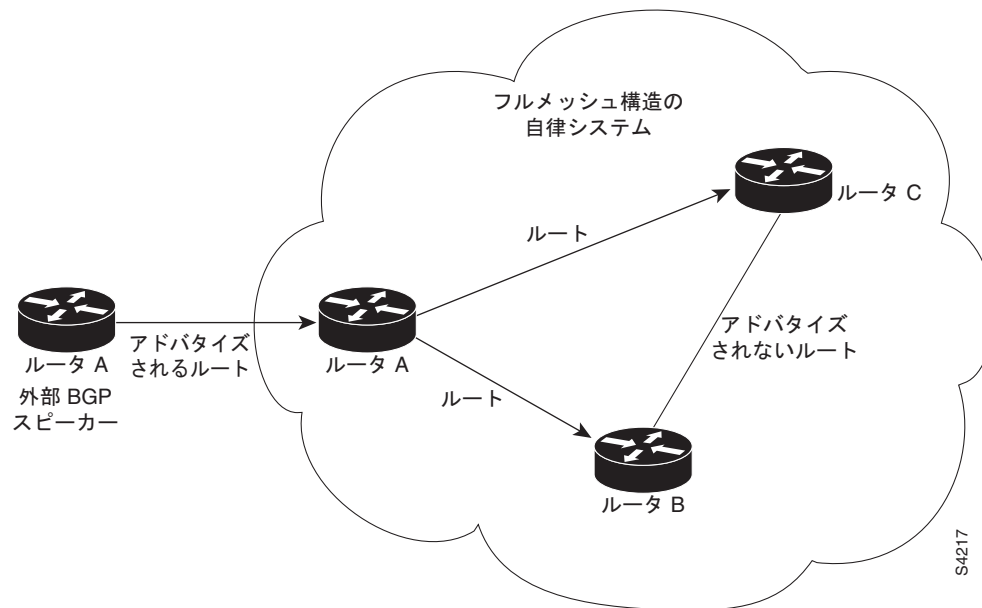 フルメッシュ構造の
自律システム
ルータ C
ルート
アドバタイズ
されないルート
アドバタイズ
されるルート
ルータ A
外部 BGP
スピーカー
ルータ A
ルート
ルータ B
S4217